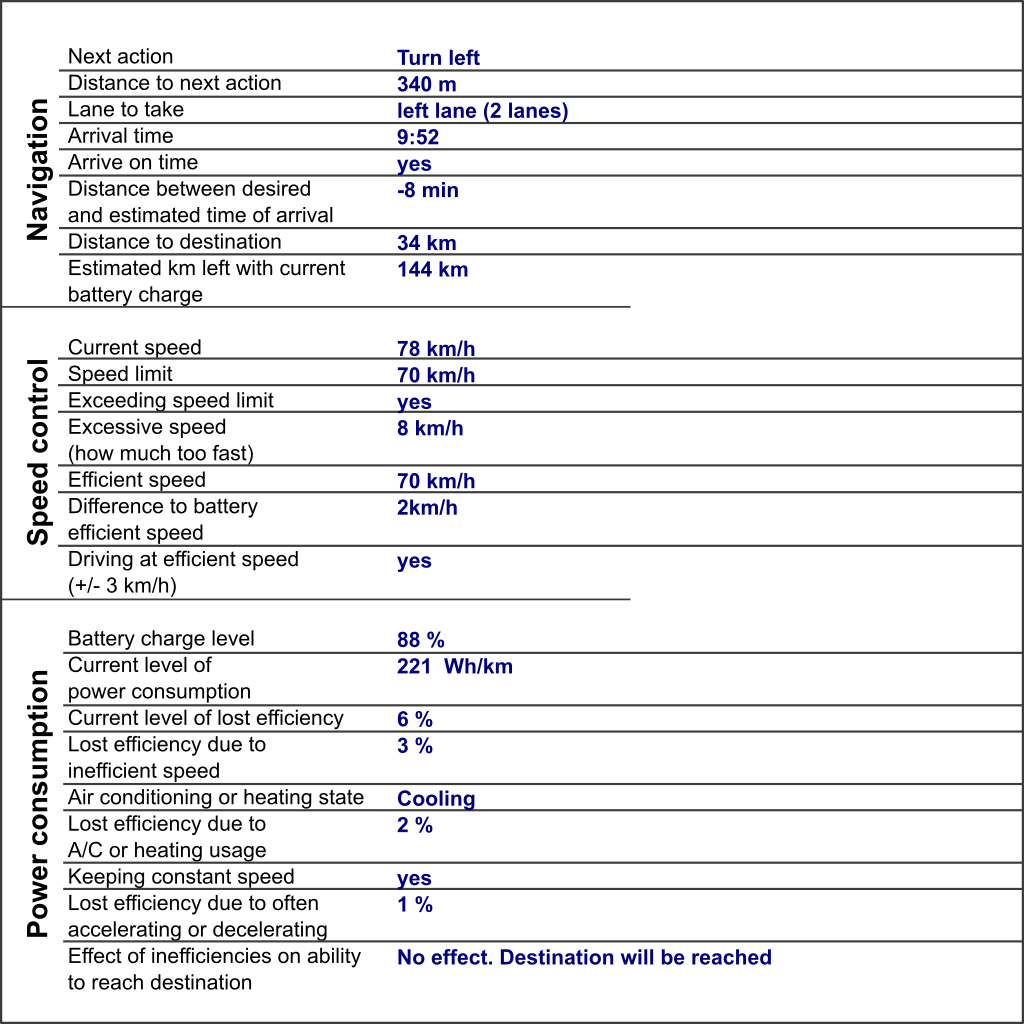 Navigation
Next action Turn left
Distance to next action 340 m
Lane to take left lane (2 lanes)
Arrival time 9:52
Arrive on time yes
Distance between desired -8 min
and estimated time of arrival
Distance to destination 34 km
Estimated km left with current 144 km
battery charge
Speed control
Current speed 78 km/h
Speed limit 70 km/h
Exceeding speed limit yes
Excessive speed 8 km/h
(how much too fast)
Efficient speed 70 km/h
Difference to battery 2km/h
efficient speed
Driving at efficient speed yes
(+/- 3 km/h)
Power consumption
Battery charge level 88 %
Current level of 221 Wh/km
power consumption
Current level of lost efficiency 6 %
Lost efficiency due to 3 %
inefficient speed
Air conditioning or heating state Cooling
Lost efficiency due to 2 %
A/C or heating usage
Keeping constant speed yes
Lost efficiency due to often 1 %
accelerating or decelerating
Effect of inefficiencies on ability No effect. Destination will be reached
to reach destination